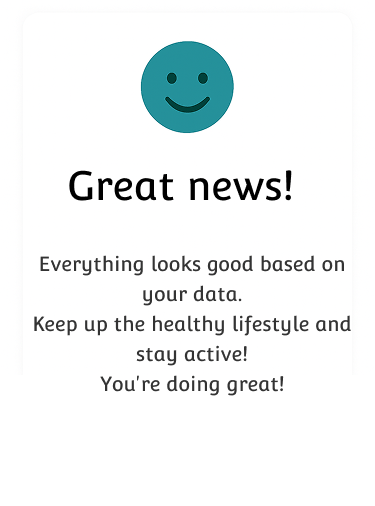 Great news!
Everything looks good based on
your data.
Keep up the healthy lifestyle and
stay active!
You're doing great!